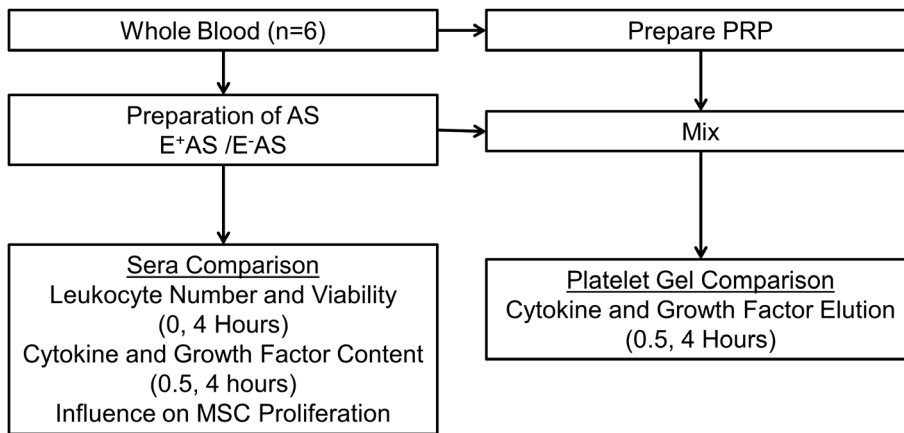 Whole Blood (n=6)
Prepare PRP
Preparation of AS
E⁺AS /E⁻AS
Mix
Sera Comparison
Leukocyte Number and Viability
(0, 4 Hours)
Cytokine and Growth Factor Content
(0.5, 4 hours)
Influence on MSC Proliferation
Platelet Gel Comparison
Cytokine and Growth Factor Elution
(0.5, 4 Hours)